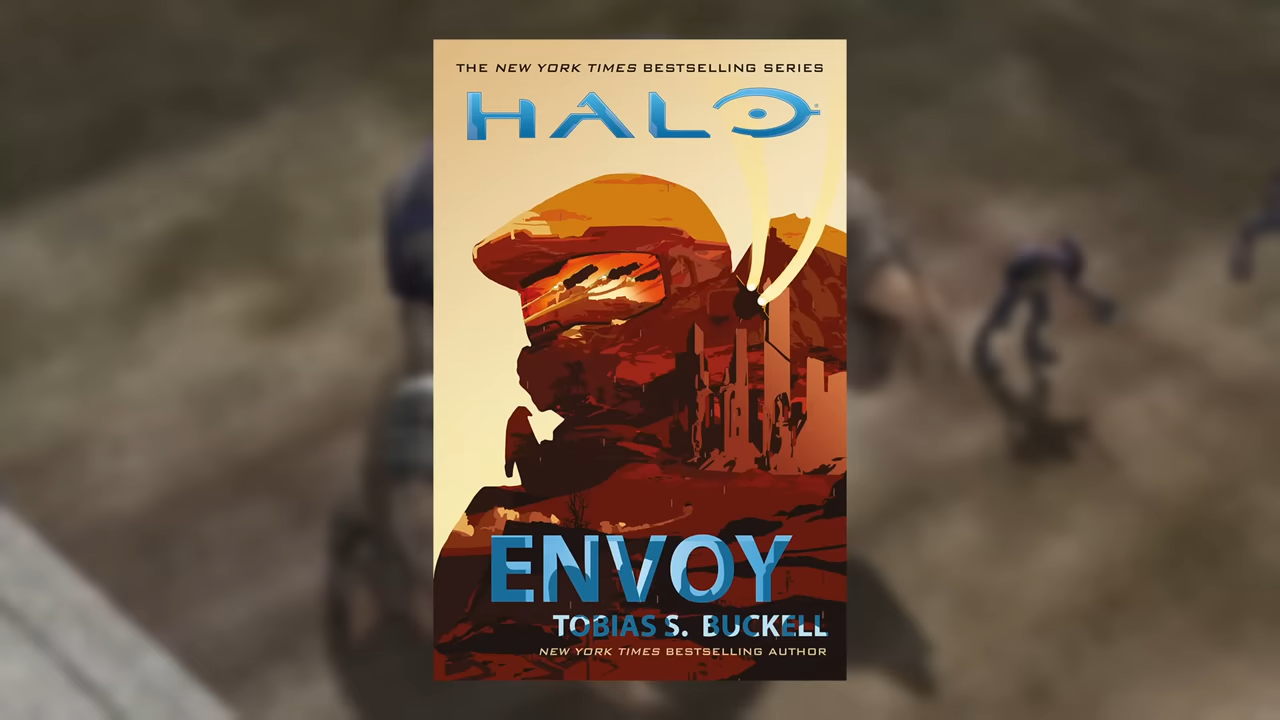 THE NEW YORK TIMES BESTSELLING SERIES
HALO
ENVOY
TOBIAS S. BUCKELL
NEW YORK TIMES BESTSELLING AUTHOR